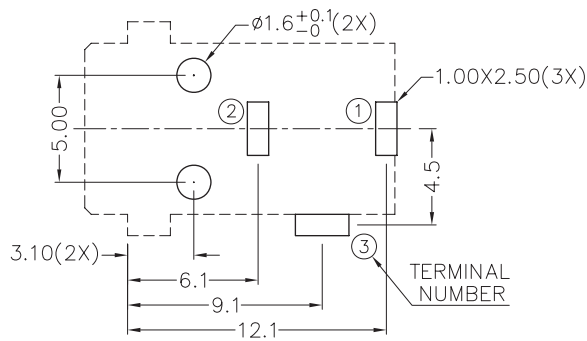 ø1.6+0.1-0(2X)
1.00X2.50(3X)
2
1
5.00
4.5
3.10(2X)
3
6.1
TERMINAL
NUMBER
9.1
12.1